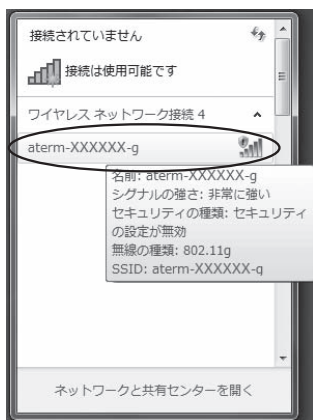 接続されていません
接続は使用可能です
ワイヤレス ネットワーク接続 4
aterm-XXXXXX-g
名前: aterm-XXXXXX-g
シグナルの強さ: 非常に強い
セキュリティの種類: セキュリティ
の設定が無効
無線の種類: 802.11g
SSID: aterm-XXXXXX-g
ネットワークと共有センターを開く